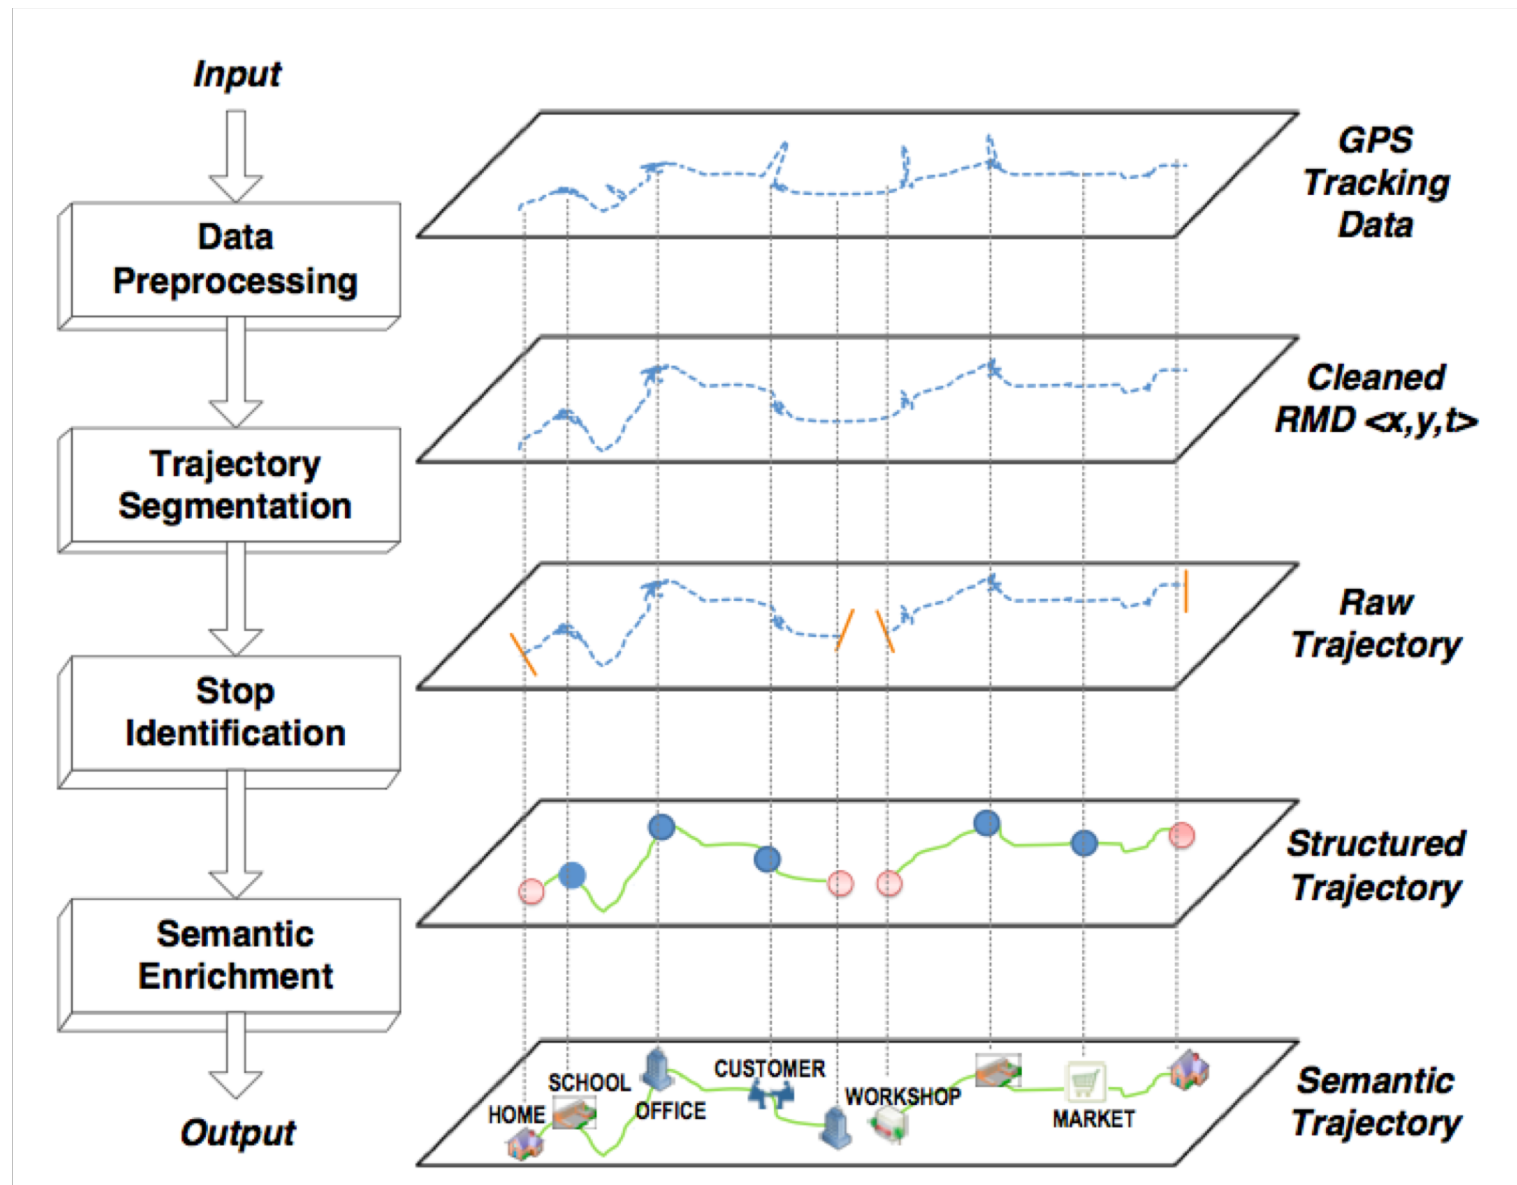 Input
Data
Preprocessing
Trajectory
Segmentation
Stop
Identification
Semantic
Enrichment
Output
GPS
Tracking
Data
Cleaned
RMD <x,y,t>
Raw
Trajectory
Structured
Trajectory
Semantic
Trajectory
HOME
SCHOOL
OFFICE
CUSTOMER
WORKSHOP
MARKET